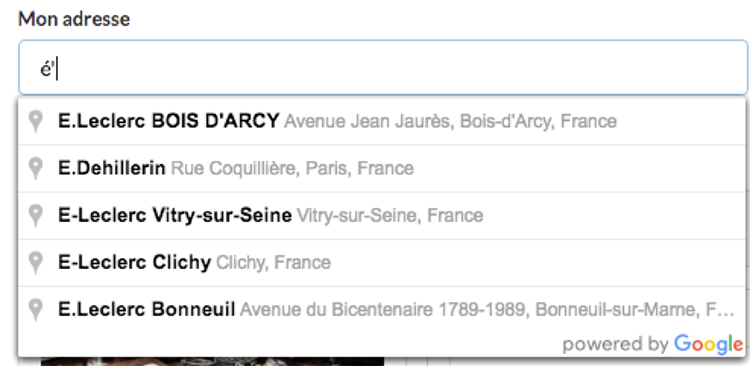 Mon adresse
é'
E.Leclerc BOIS D'ARCY Avenue Jean Jaurès, Bois-d'Arcy, France
E.Dehillerin Rue Coquillière, Paris, France
E-Leclerc Vitry-sur-Seine Vitry-sur-Seine, France
E-Leclerc Clichy Clichy, France
E.Leclerc Bonneuil Avenue du Bicentenaire 1789-1989, Bonneuil-sur-Marne, F...
powered by Google